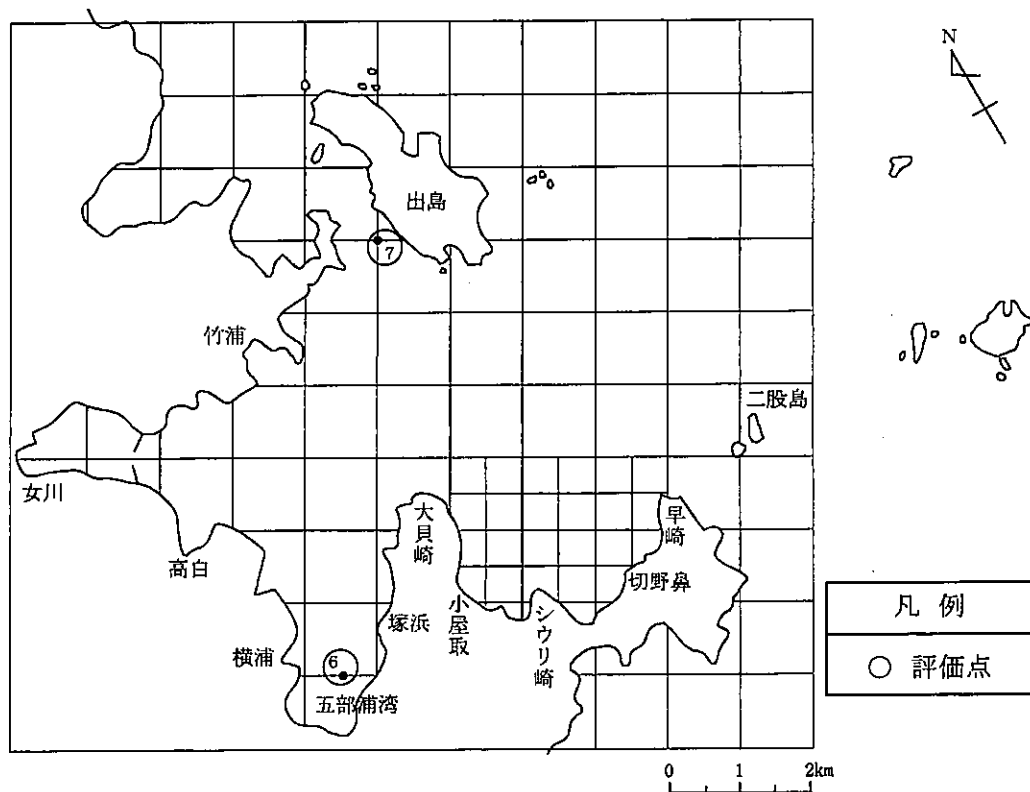 N
出島
7
竹浦
二股島
女川
大貝崎
早崎
高白
切野鼻
小屋取
シウリ崎
塚浜
横浦
6
五部浦湾
凡例
○ 評価点
0 1 2km